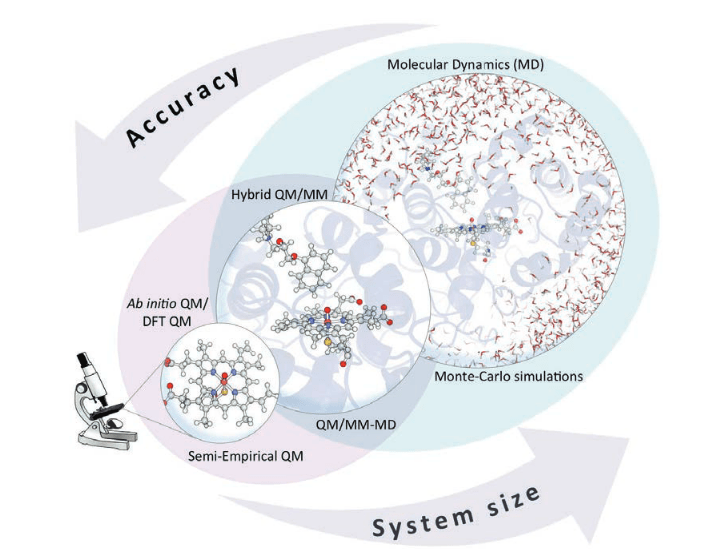 Accuracy
Molecular Dynamics (MD)
Hybrid QM/MM
Ab initio QM/
DFT QM
Monte-Carlo simulations
QM/MM-MD
Semi-Empirical QM
System size